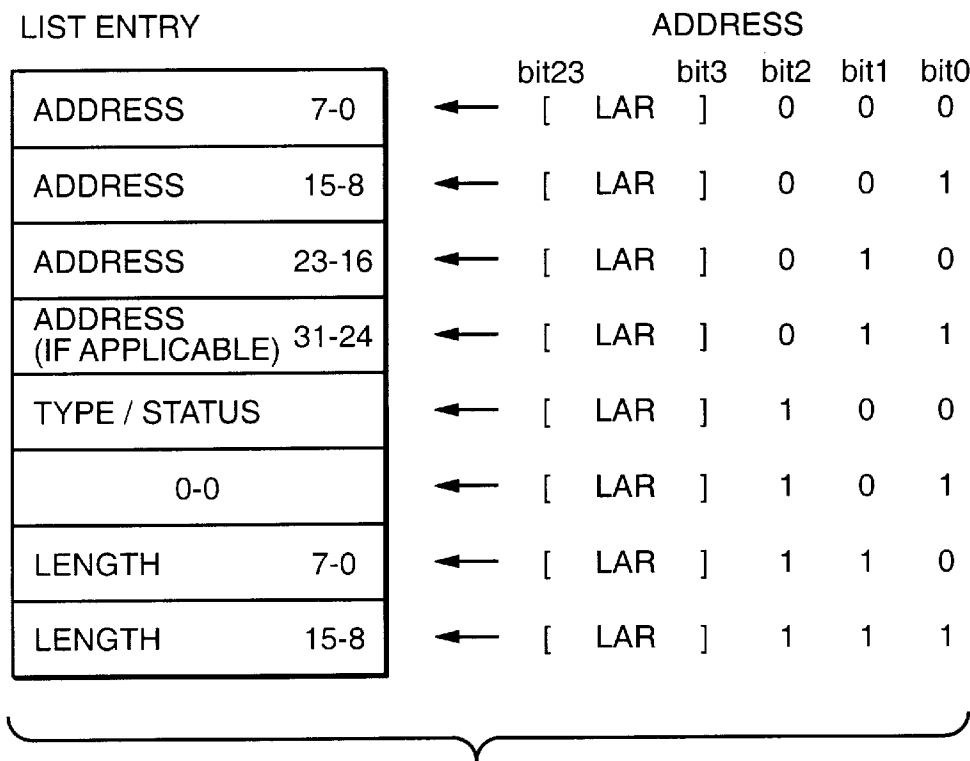 LIST ENTRY ADDRESS
bit23 bit3 bit2 bit1 bit0
ADDRESS 7-0 [ LAR ] 0 0 0
ADDRESS 15-8 [ LAR ] 0 0 1
ADDRESS 23-16 [ LAR ] 0 1 0
ADDRESS
(IF APPLICABLE) 31-24 [ LAR ] 0 1 1
TYPE / STATUS [ LAR ] 1 0 0
0-0 [ LAR ] 1 0 1
LENGTH 7-0 [ LAR ] 1 1 0
LENGTH 15-8 [ LAR ] 1 1 1